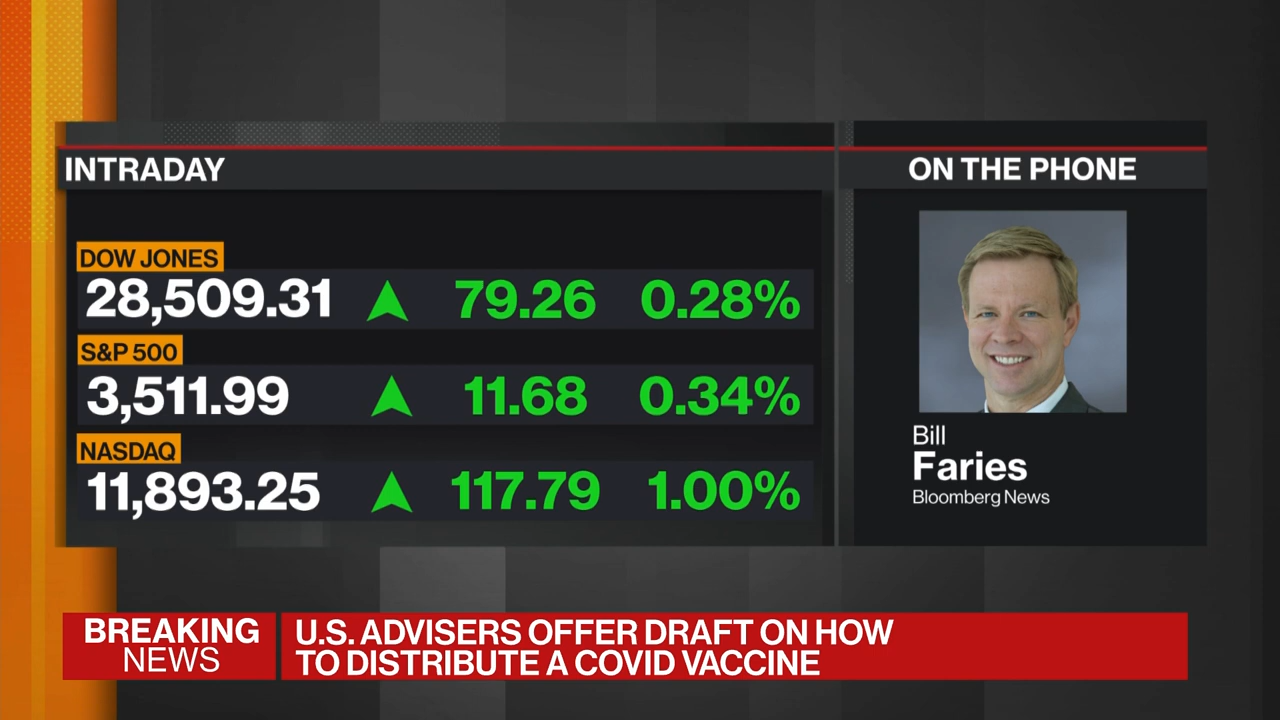 INTRADAY
DOW JONES
28,509.31 79.26 0.28%
S&P 500
3,511.99 11.68 0.34%
NASDAQ
11,893.25 117.79 1.00%
ON THE PHONE
Bill
Faries
Bloomberg News
BREAKING
NEWS
U.S. ADVISERS OFFER DRAFT ON HOW
TO DISTRIBUTE A COVID VACCINE